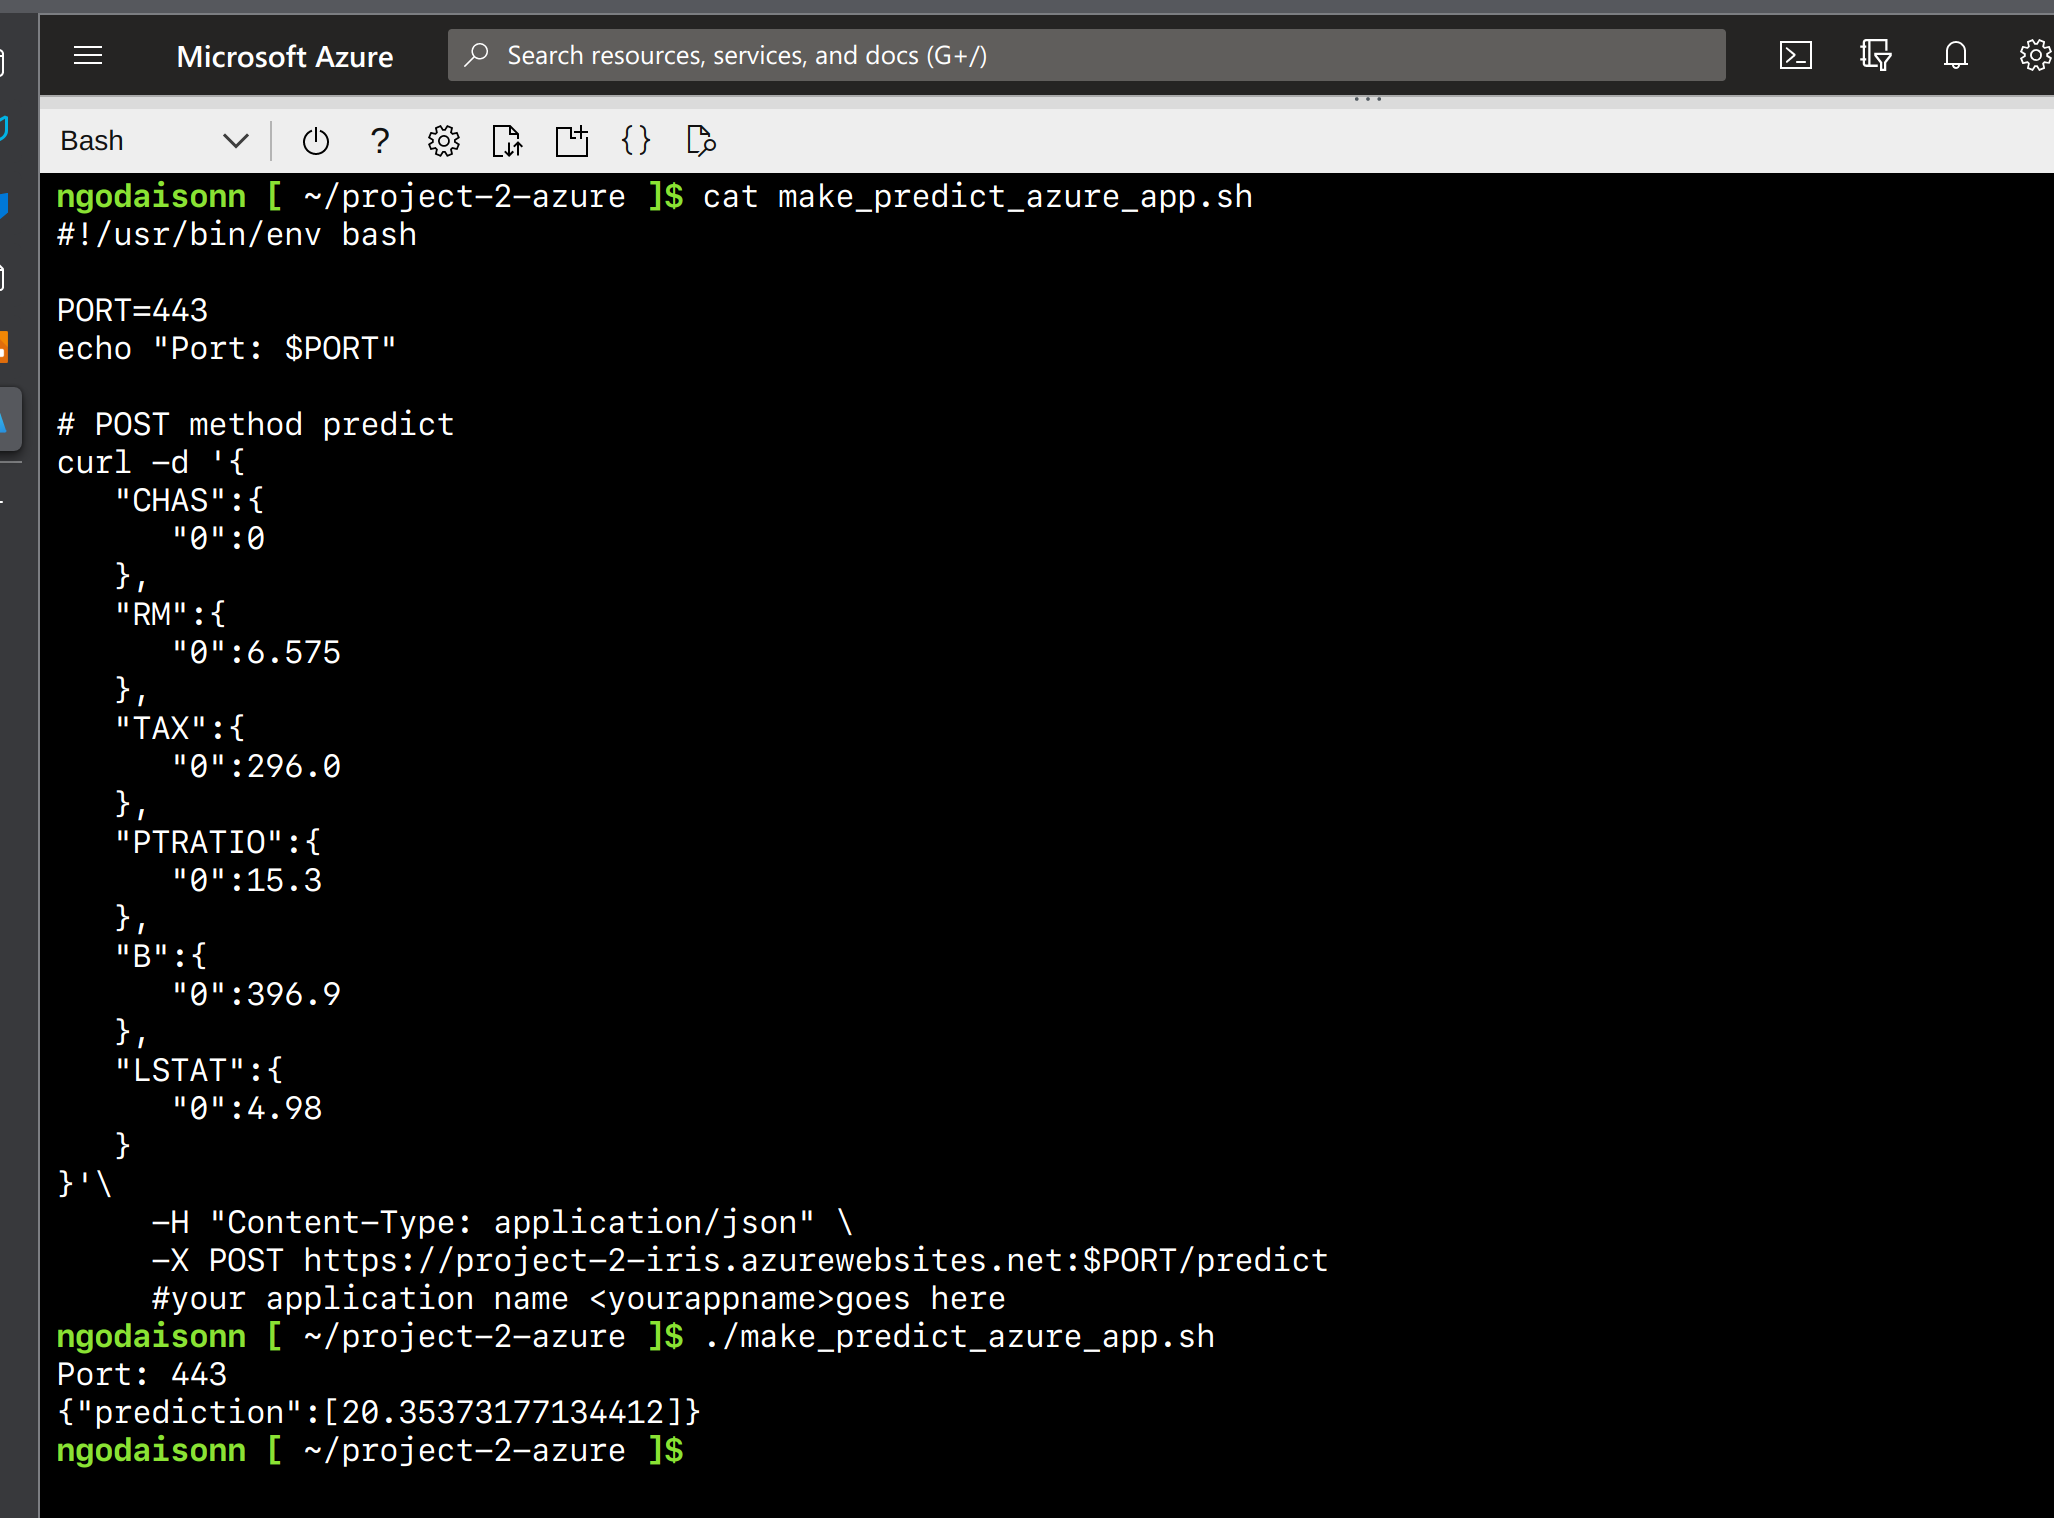 Microsoft Azure
Search resources, services, and docs (G+/)
Bash
ngodaisonn [ ~/project-2-azure ]$ cat make_predict_azure_app.sh
#!/usr/bin/env bash
PORT=443
echo "Port: $PORT"
# POST method predict
curl -d '{
"CHAS":{
"0":0
},
"RM":{
"0":6.575
},
"TAX":{
"0":296.0
},
"PTRATIO":{
"0":15.3
},
"B":{
"0":396.9
},
"LSTAT":{
"0":4.98
}
}'\
-H "Content-Type: application/json" \
-X POST https://project-2-iris.azurewebsites.net:$PORT/predict
#your application name <yourappname>goes here
ngodaisonn [ ~/project-2-azure ]$ ./make_predict_azure_app.sh
Port: 443
{"prediction":[20.35373177134412]}
ngodaisonn [ ~/project-2-azure ]$